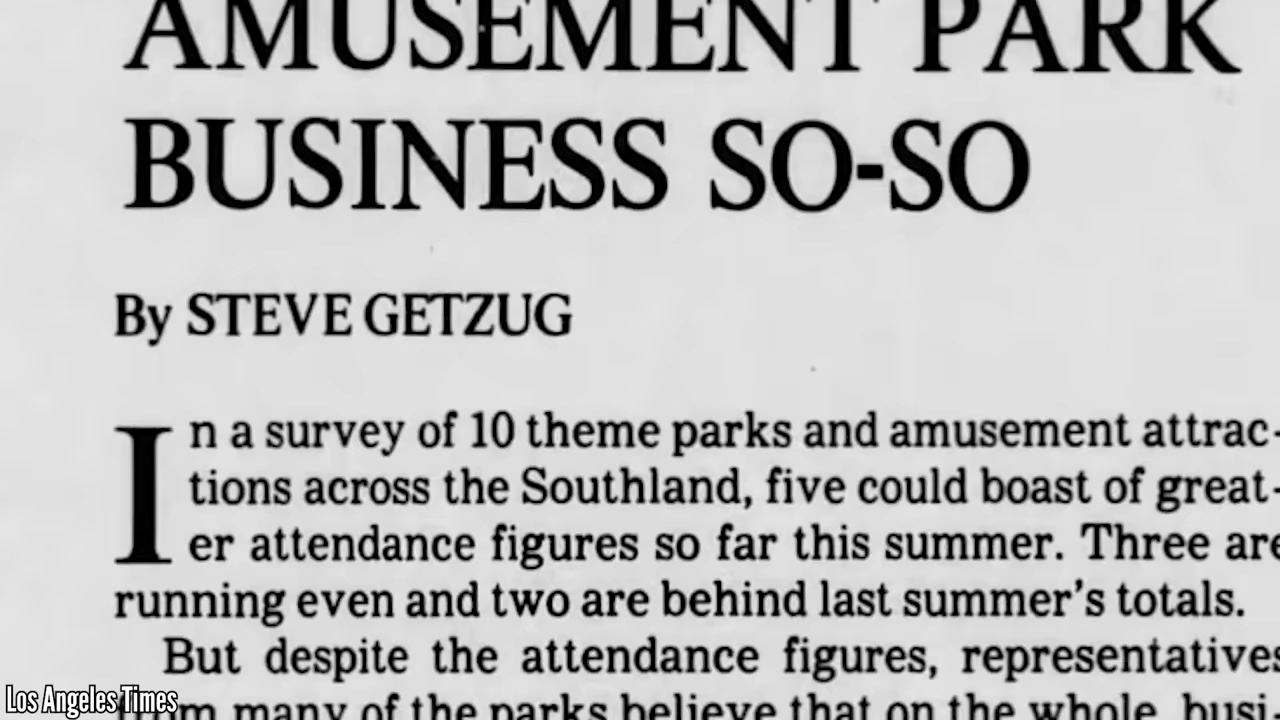 AMUSEMENT PARK
BUSINESS SO-SO
By STEVE GETZUG
In a survey of 10 theme parks and amusement attrac-
tions across the Southland, five could boast of great-
er attendance figures so far this summer. Three are
running even and two are behind last summer's totals.
But despite the attendance figures, representatives
from many of the parks believe that on the whole, busi-
Los Angeles Times